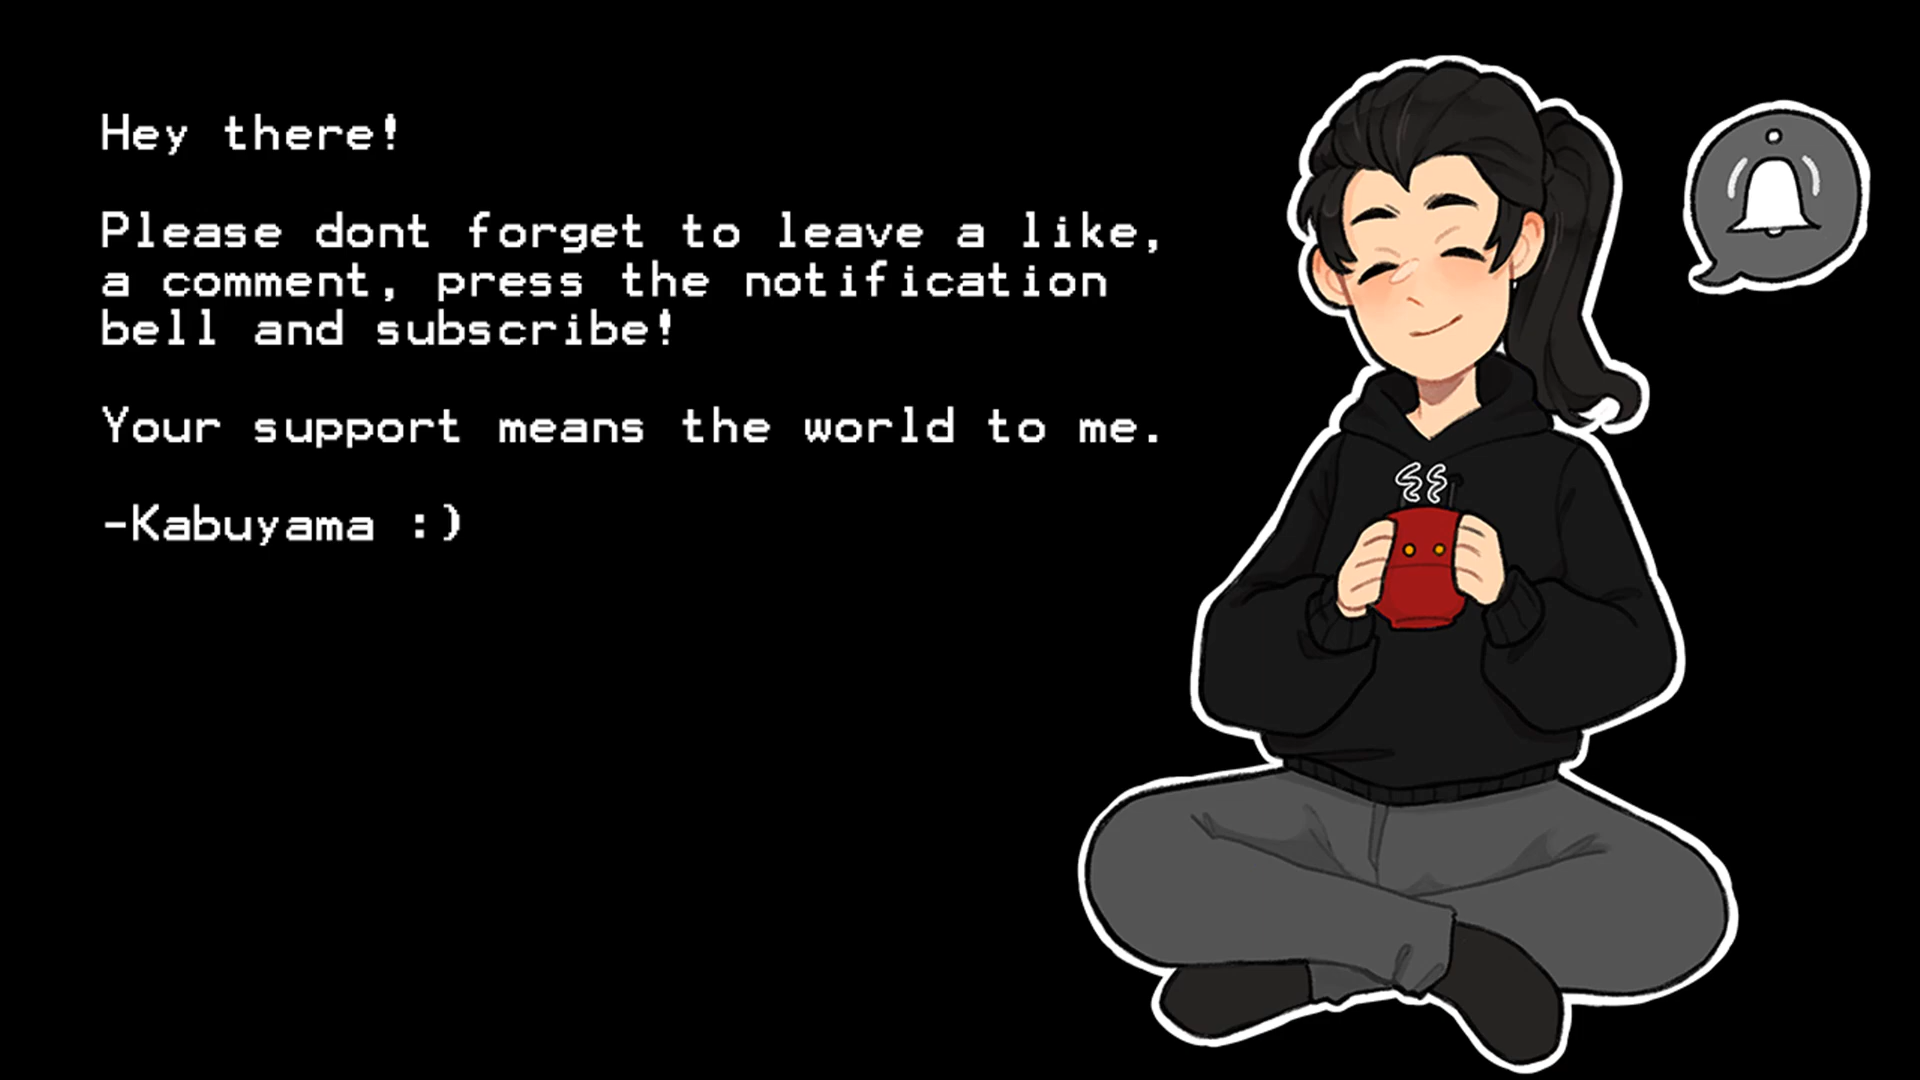 Hey there!
Please dont forget to leave a like,
a comment, press the notification
bell and subscribe!
Your support means the world to me.
-Kabuyama :)